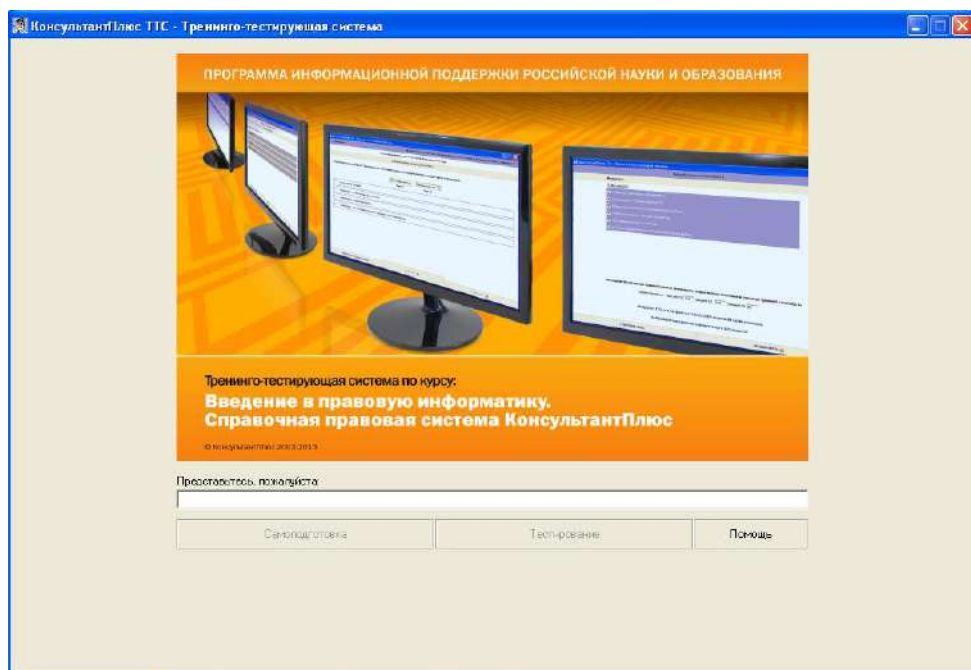 КонсультантПлюс ТТС - Тренинго-тестирующая система
ПРОГРАММА ИНФОРМАЦИОННОЙ ПОДДЕРЖКИ РОССИЙСКОЙ НАУКИ И ОБРАЗОВАНИЯ
Тренинго-тестирующая система по курсу:
Введение в правовую информатику.
Справочная правовая система КонсультантПлюс
© КонсультантПлюс
Представьтесь, пожалуйста:
Самоподготовка
Тестирование
Помощь